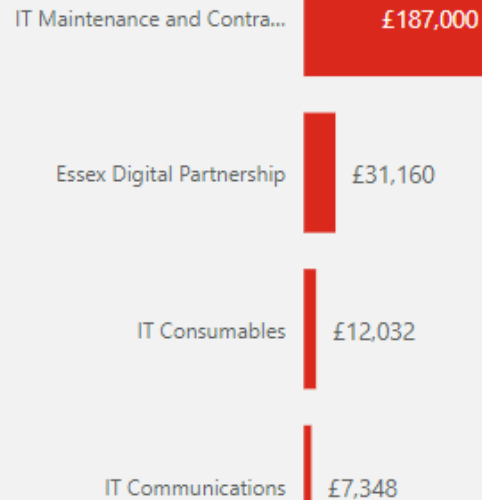 IT Maintenance and Contra... £187,000
Essex Digital Partnership £31,160
IT Consumables £12,032
IT Communications £7,348